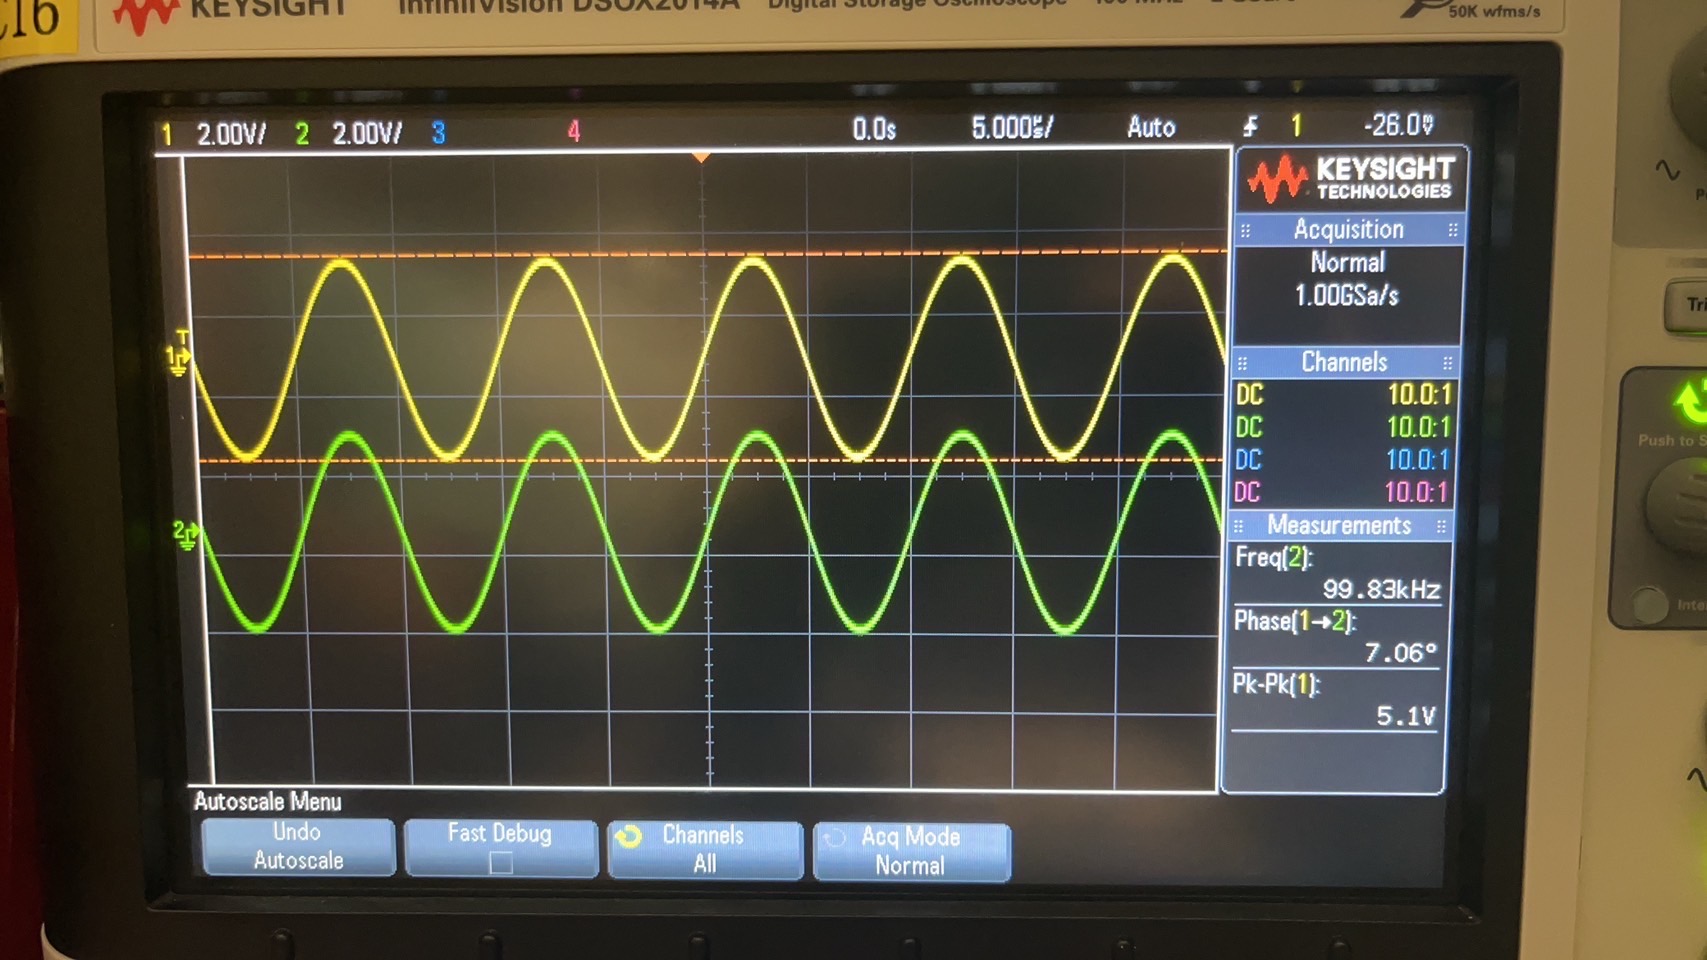 C16
KEYSIGHT InfiniiVision DSOX2014A Digital Storage Oscilloscope
50K wfms/s
1 2.00V/ 2 2.00V/ 3 4 0.0s 5.000µs/ Auto 1 -26.0V
KEYSIGHT
TECHNOLOGIES
Acquisition
Normal
1.00GSa/s
Channels
DC 10.0:1
DC 10.0:1
DC 10.0:1
DC 10.0:1
Measurements
Freq(2):
99.83kHz
Phase(1→2):
7.06°
Pk-Pk(1):
5.1V
T
1
2
Autoscale Menu
Undo
Autoscale
Fast Debug
Channels
All
Acq Mode
Normal
Tri
Push to S
Inte